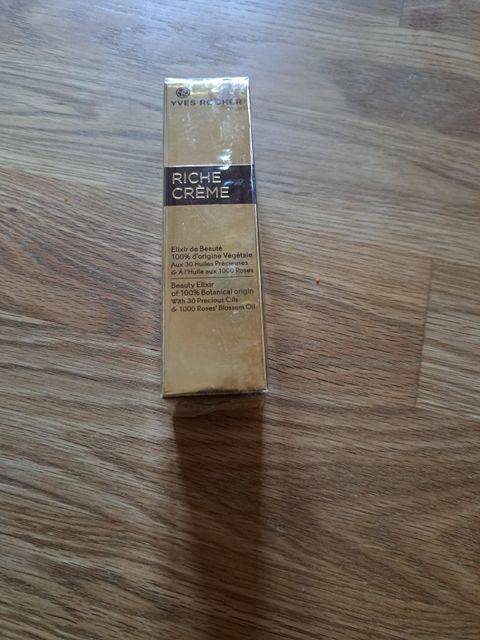 YVES ROCHER
RICHE
CRÈME
Elixir de Beauté
100% d'origine Végétale
Aux 30 Huiles Précieuses
& À l'Huile aux 1000 Roses
Beauty Elixir
of 100% Botanical origin
With 30 Precious Oils
& 1000 Roses' Blossom Oil